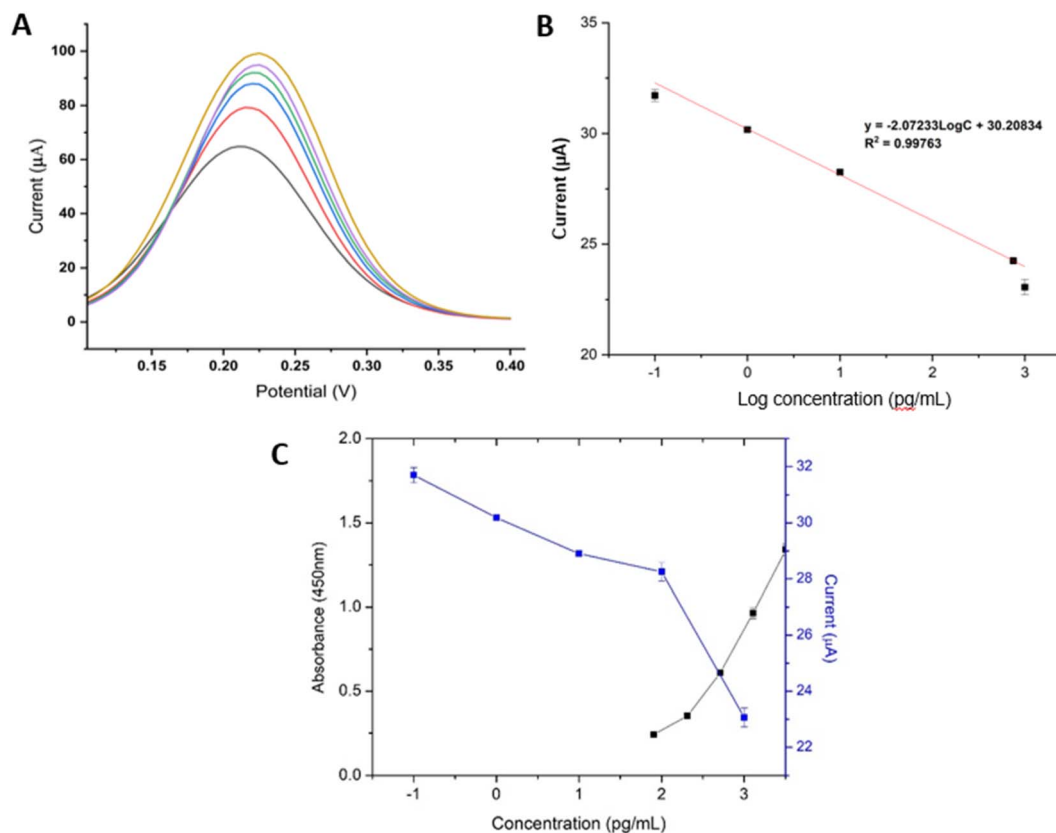 A
Current (μA)
100
80
60
40
20
0
0.15 0.20 0.25 0.30 0.35 0.40
Potential (V)
B
Current (μA)
35
30
25
20
y = -2.07233LogC + 30.20834
R² = 0.99763
-1 0 1 2 3
Log concentration (pg/mL)
C
Absorbance (450nm)
2.0
1.5
1.0
0.5
0.0
32
30
28
26
24
22
Current (μA)
-1 0 1 2 3
Concentration (pg/mL)